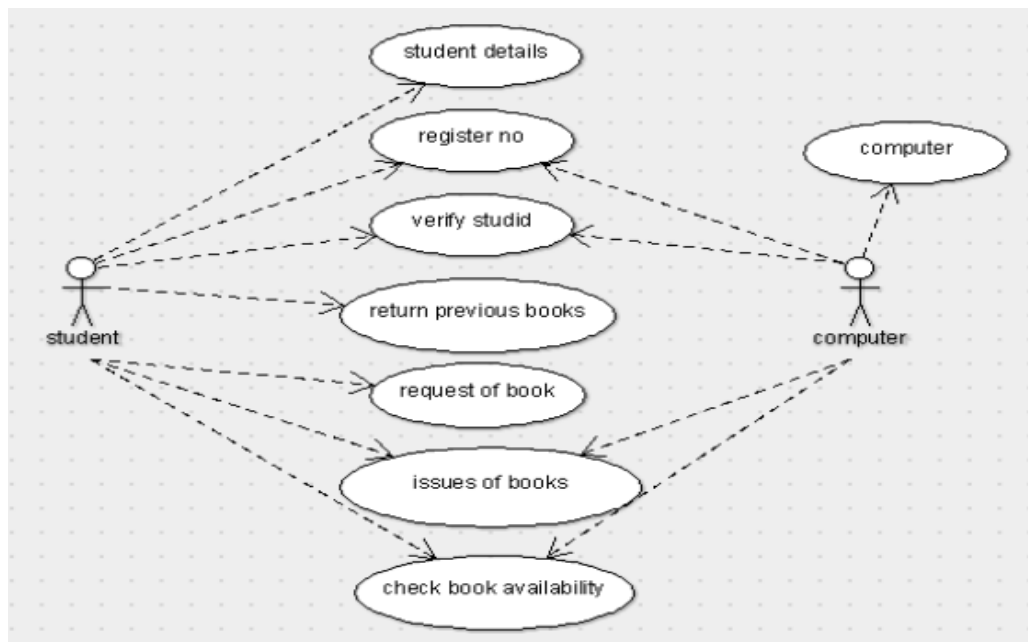 student details
register no
computer
verify studid
return previous books
student
computer
request of book
issues of books
check book availability